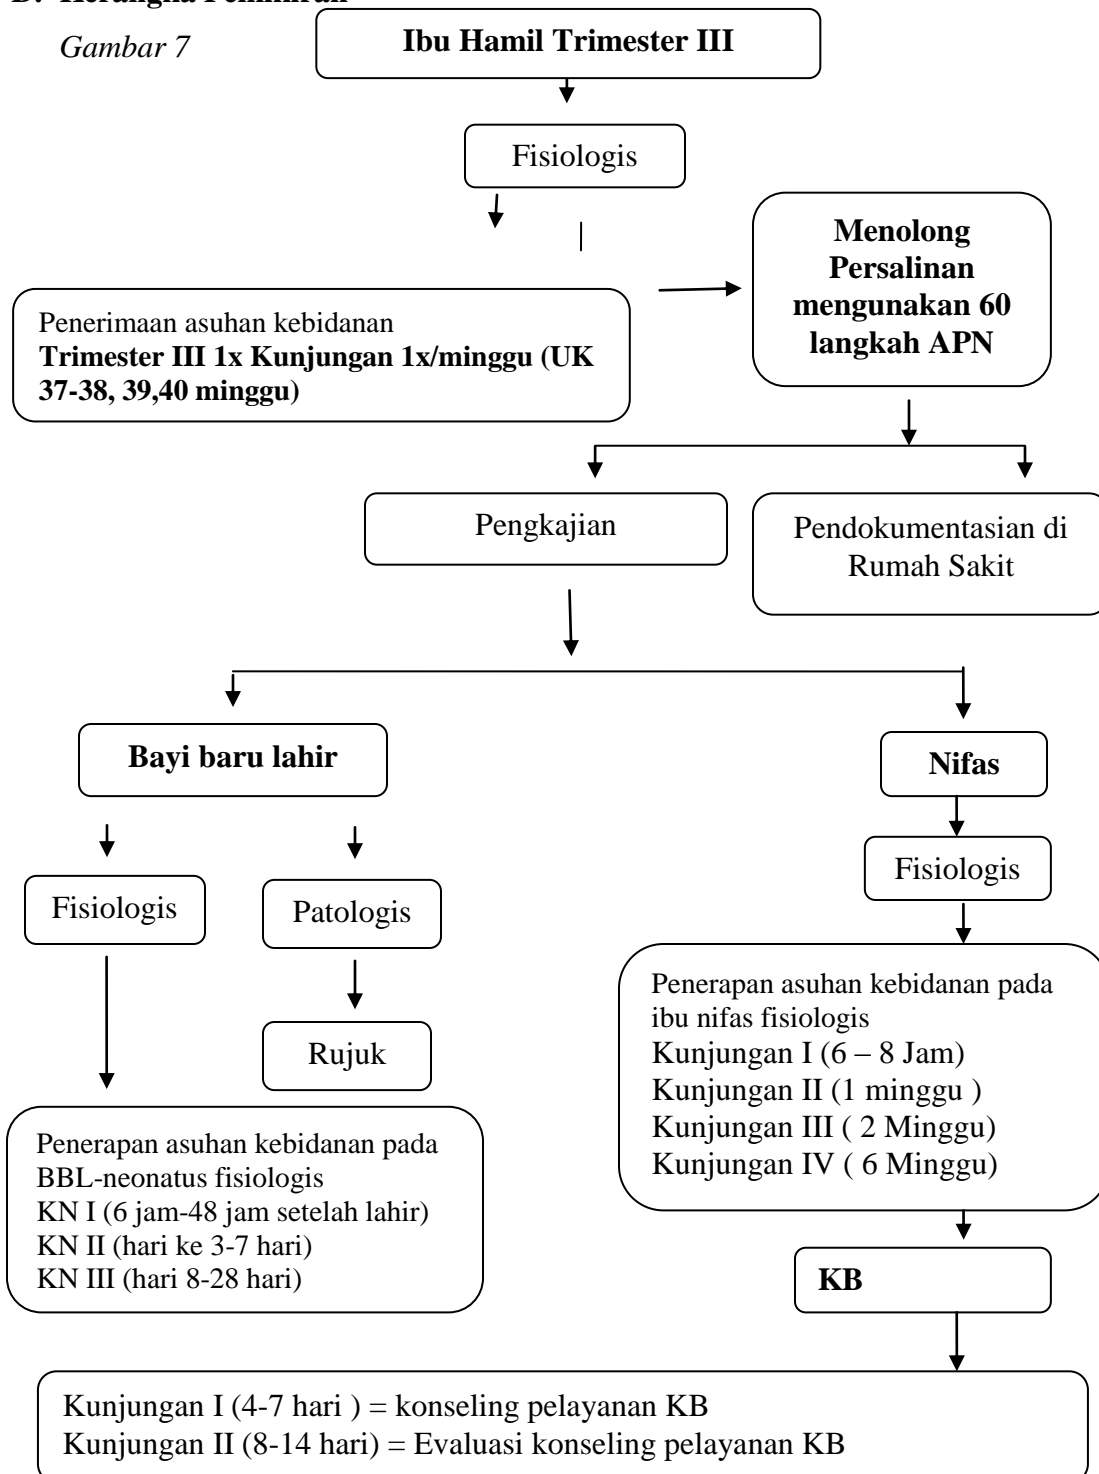 D. Kerangka Pemikiran
Gambar 7
Ibu Hamil Trimester III
Fisiologis
Menolong
Persalinan
mengunakan 60
langkah APN
Penerimaan asuhan kebidanan
Trimester III 1x Kunjungan 1x/minggu (UK
37-38, 39,40 minggu)
Pengkajian
Pendokumentasian di
Rumah Sakit
Bayi baru lahir
Nifas
Fisiologis
Fisiologis
Patologis
Rujuk
Penerapan asuhan kebidanan pada
ibu nifas fisiologis
Kunjungan I (6 – 8 Jam)
Kunjungan II (1 minggu )
Kunjungan III ( 2 Minggu)
Kunjungan IV ( 6 Minggu)
Penerapan asuhan kebidanan pada
BBL-neonatus fisiologis
KN I (6 jam-48 jam setelah lahir)
KN II (hari ke 3-7 hari)
KN III (hari 8-28 hari)
KB
Kunjungan I (4-7 hari ) = konseling pelayanan KB
Kunjungan II (8-14 hari) = Evaluasi konseling pelayanan KB